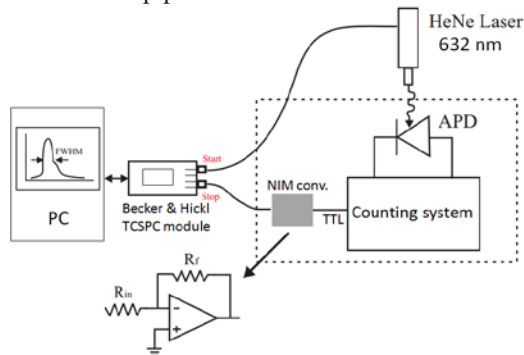 HeNe Laser
632 nm
APD
FWHM
Start
NIM conv.
Stop
TTL
Counting system
PC
Becker & Hickl
TCSPC module
Rf
Rin
-
+